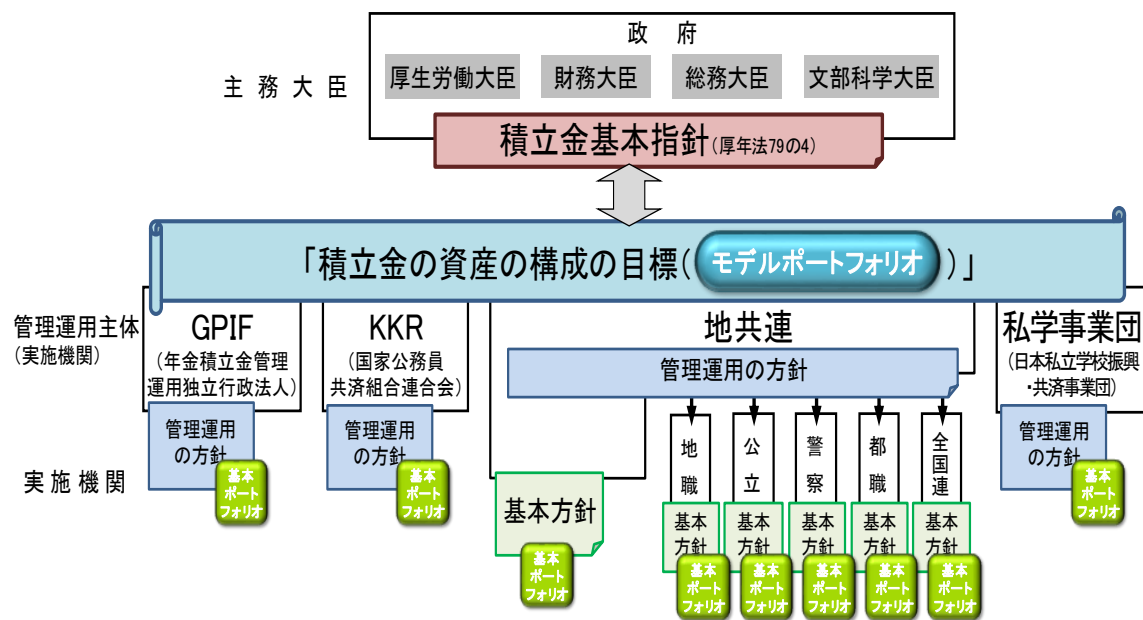 政 府
主 務 大 臣
厚生労働大臣
財務大臣
総務大臣
文部科学大臣
積立金基本指針(厚年法79の4)
「積立金の資産の構成の目標(モデルポートフォリオ)」
管理運用主体
(実施機関)
GPIF
(年金積立金管理
運用独立行政法人)
管理運用
の方針
基本
ポート
フォリオ
KKR
(国家公務員
共済組合連合会)
管理運用
の方針
基本
ポート
フォリオ
地共連
管理運用の方針
私学事業団
(日本私立学校振興
・共済事業団)
管理運用
の方針
基本
ポート
フォリオ
実 施 機 関
基本方針
基本
ポート
フォリオ
地職
基本
方針
基本
ポート
フォリオ
公立
基本
方針
基本
ポート
フォリオ
警察
基本
方針
基本
ポート
フォリオ
都職
基本
方針
基本
ポート
フォリオ
全国連
基本
方針
基本
ポート
フォリオ